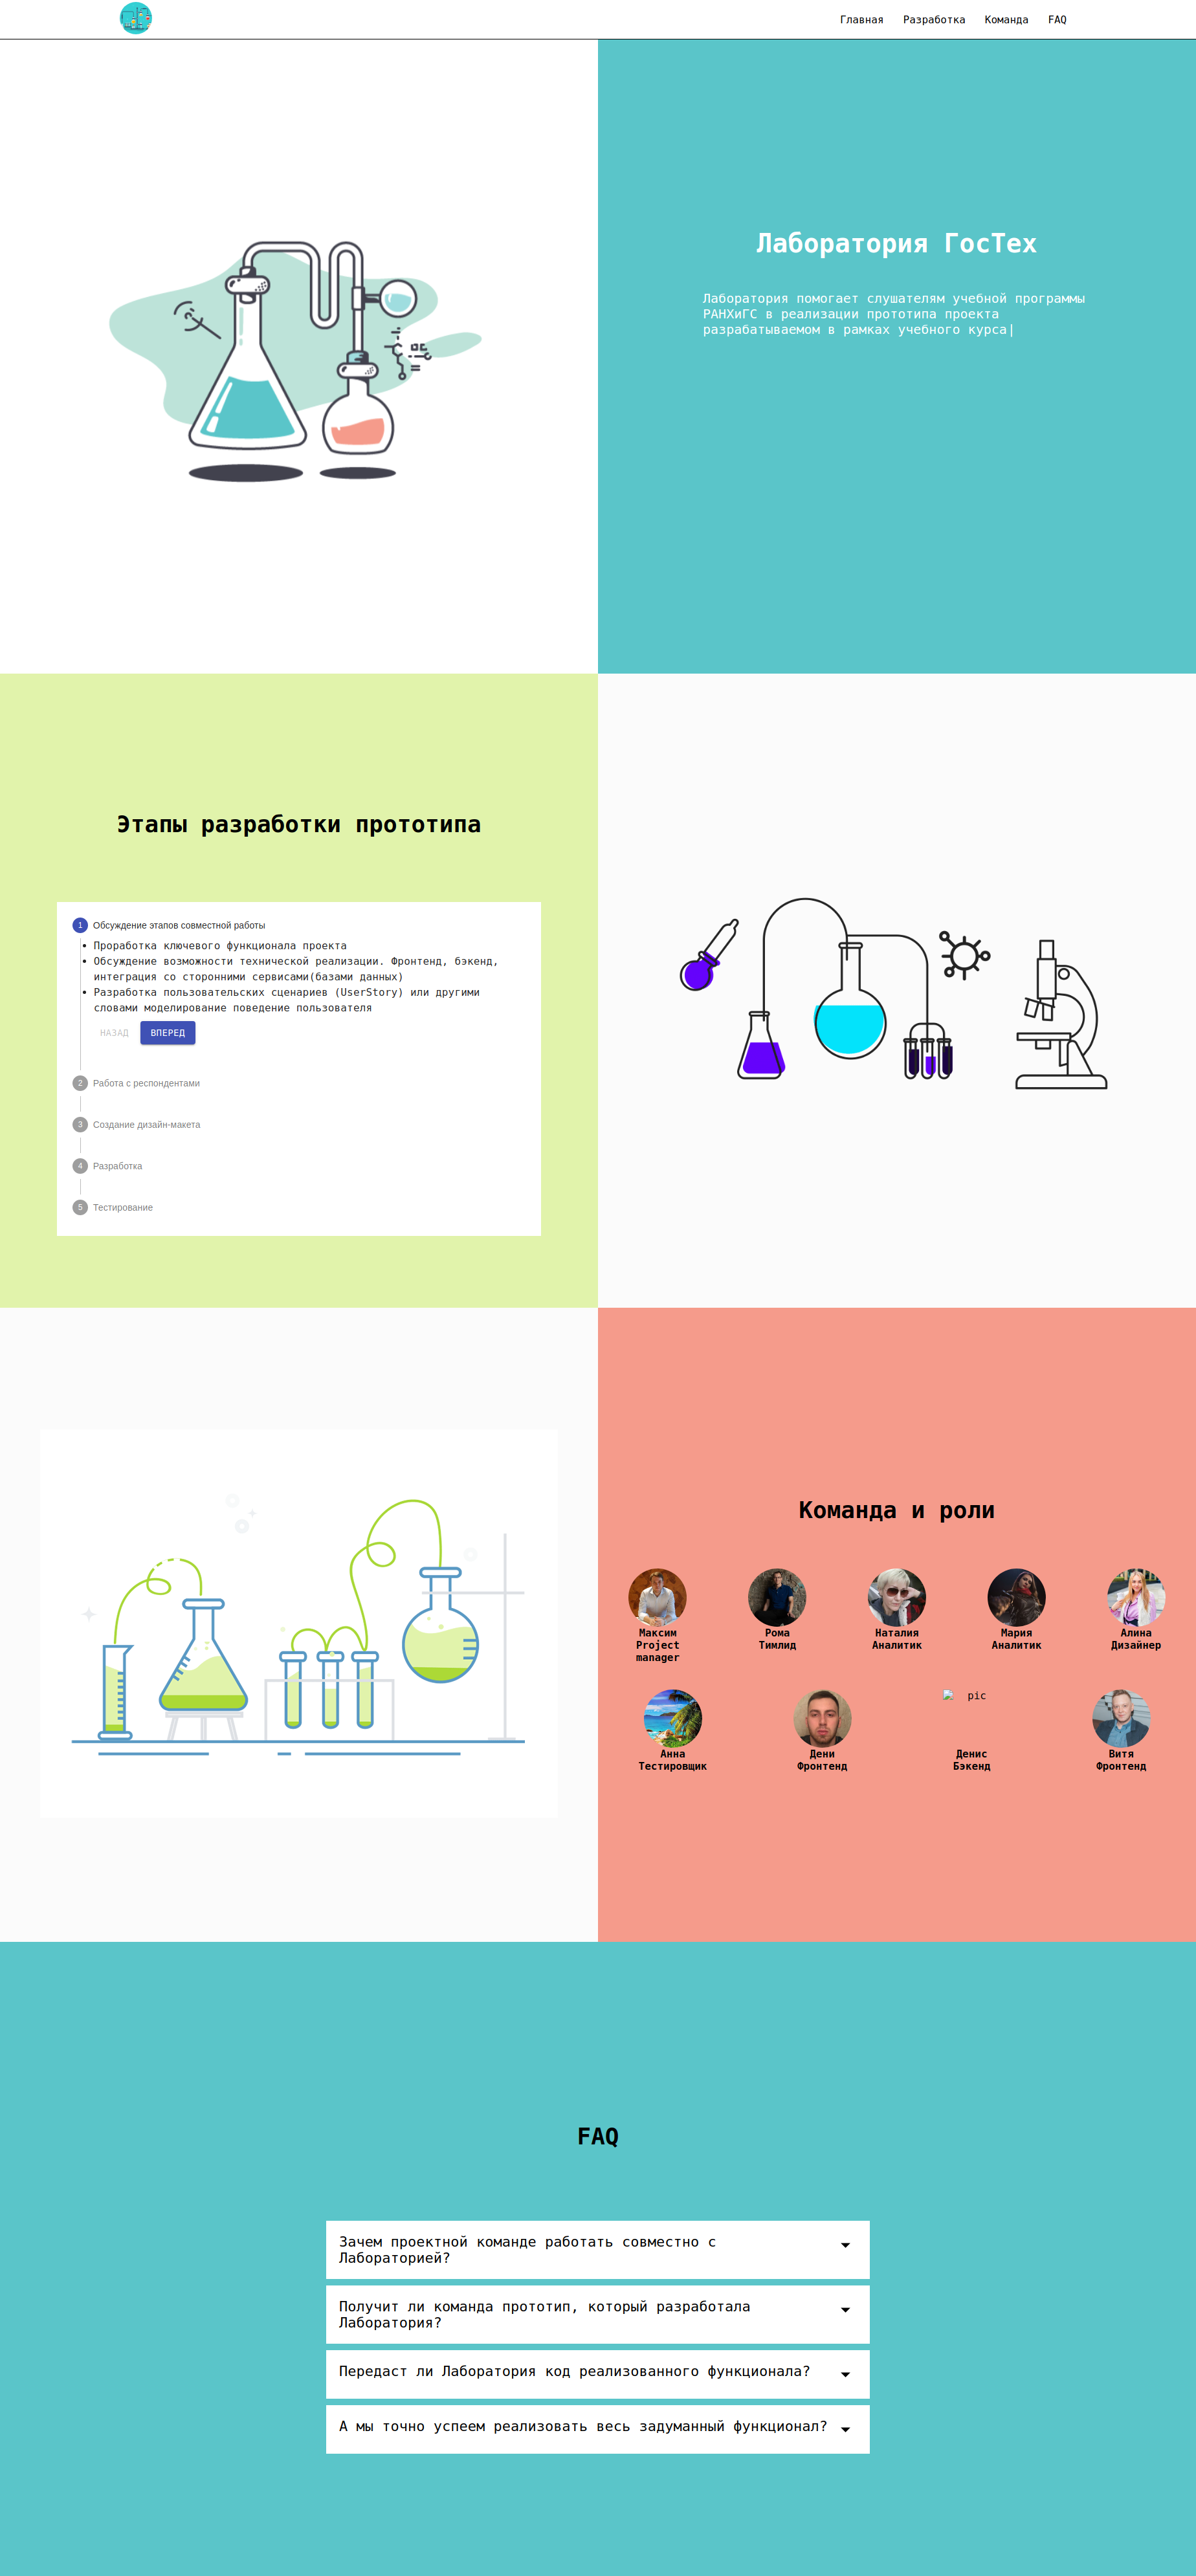 Главная Разработка Команда FAQ
Лаборатория ГосТех
Лаборатория помогает слушателям учебной программы
РАНХиГС в реализации прототипа проекта
разрабатываемом в рамках учебного курса|
Этапы разработки прототипа
1 Обсуждение этапов совместной работы
Проработка ключевого функционала проекта
Обсуждение возможности технической реализации. Фронтенд, бэкенд,
интеграция со сторонними сервисами(базами данных)
Разработка пользовательских сценариев (UserStory) или другими
словами моделирование поведение пользователя
НАЗАД ВПЕРЕД
2 Работа с респондентами
3 Создание дизайн-макета
4 Разработка
5 Тестирование
Команда и роли
Максим
Project
manager
Рома
Тимлид
Наталия
Аналитик
Мария
Аналитик
Алина
Дизайнер
Анна
Тестировщик
Дени
Фронтенд
pic
Денис
Бэкенд
Витя
Фронтенд
FAQ
Зачем проектной команде работать совместно с
Лабораторией?
Получит ли команда прототип, который разработала
Лаборатория?
Передаст ли Лаборатория код реализованного функционала?
А мы точно успеем реализовать весь задуманный функционал?